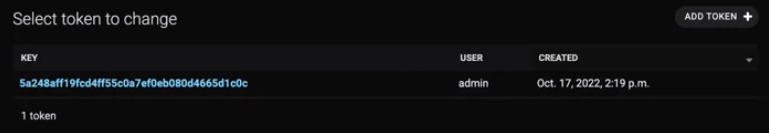 Select token to change
ADD TOKEN +
KEY USER CREATED
5a248aff19fcd4ff55c0a7ef0eb080d4665d1c0c admin Oct. 17, 2022, 2:19 p.m.
1 token